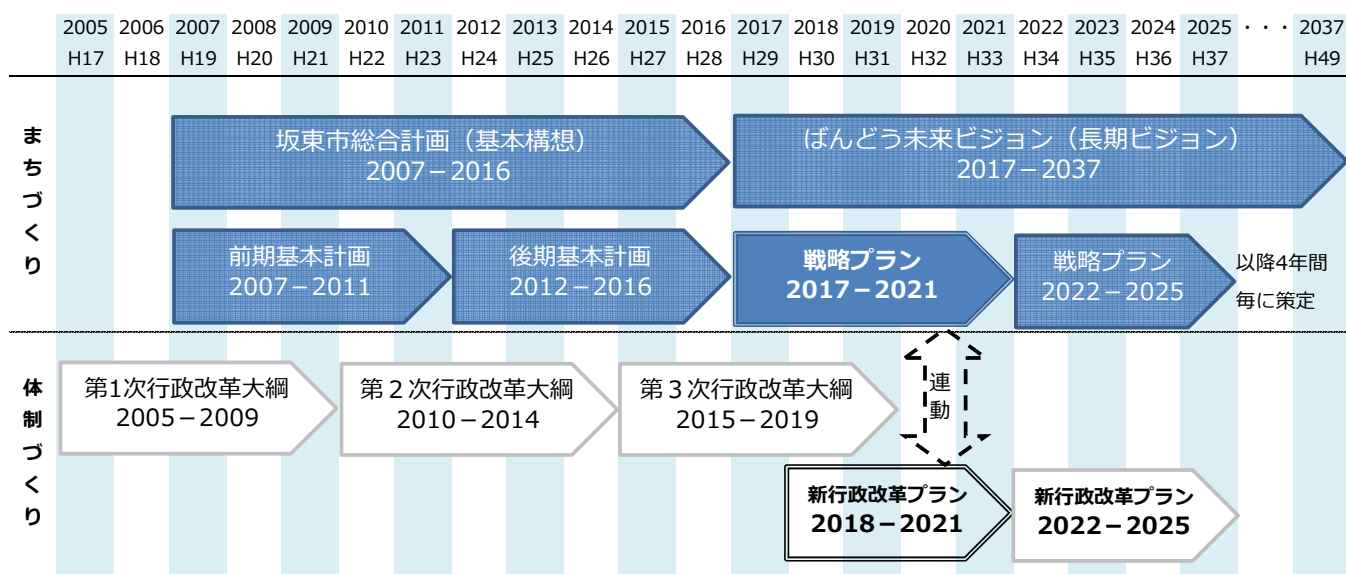 2005 2006 2007 2008 2009 2010 2011 2012 2013 2014 2015 2016 2017 2018 2019 2020 2021 2022 2023 2024 2025 ・・・ 2037
H17 H18 H19 H20 H21 H22 H23 H24 H25 H26 H27 H28 H29 H30 H31 H32 H33 H34 H35 H36 H37 H49
まちづくり
坂東市総合計画（基本構想）
2007－2016
ばんどう未来ビジョン（長期ビジョン）
2017－2037
前期基本計画
2007－2011
後期基本計画
2012－2016
戦略プラン
2017－2021
戦略プラン
2022－2025
以降4年間
毎に策定
体制づくり
第1次行政改革大綱
2005－2009
第２次行政改革大綱
2010－2014
第３次行政改革大綱
2015－2019
連動
新行政改革プラン
2018－2021
新行政改革プラン
2022－2025